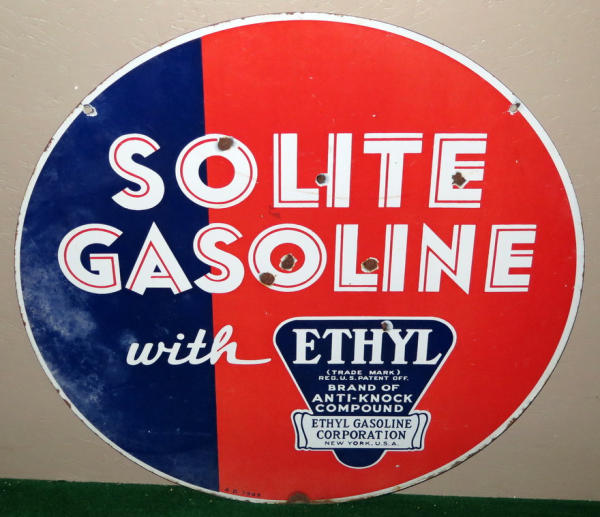 SOLITE
GASOLINE
with ETHYL
(TRADE MARK)
REG. U.S. PATENT OFF.
BRAND OF
ANTI-KNOCK
COMPOUND
ETHYL GASOLINE
CORPORATION
NEW YORK, U.S.A.